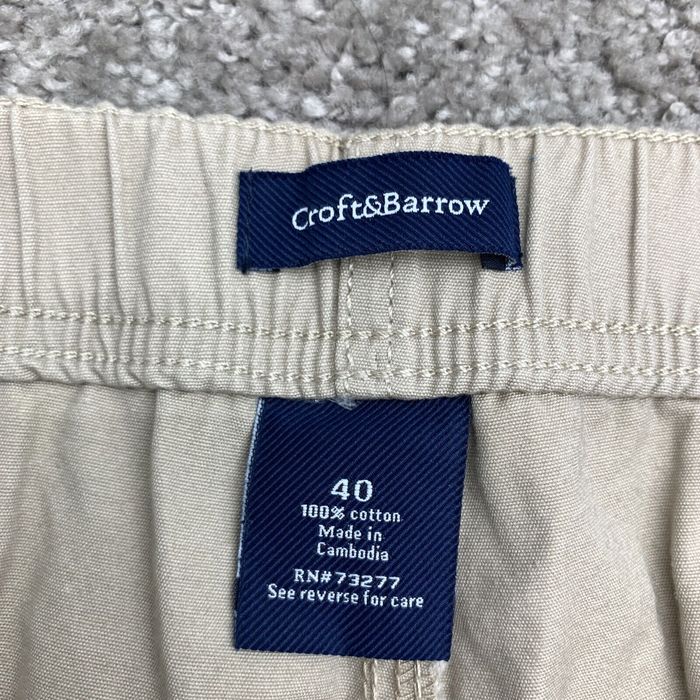 Croft&Barrow
40
100% cotton
Made in
Cambodia
RN#73277
See reverse for care